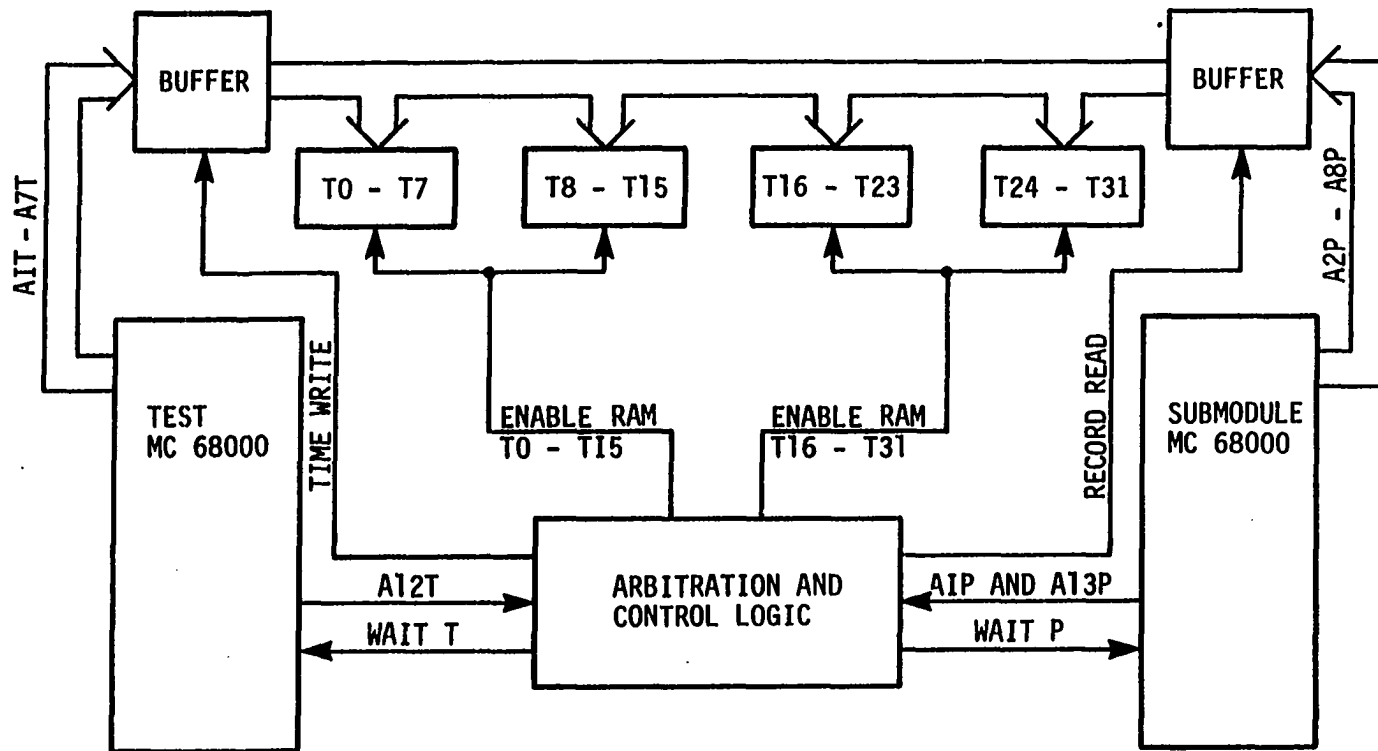 BUFFER
BUFFER
T0 - T7
T8 - T15
T16 - T23
T24 - T31
A1T - A7T
A2P - A8P
TIME WRITE
RECORD READ
TEST
MC 68000
SUBMODULE
MC 68000
ENABLE RAM
T0 - T15
ENABLE RAM
T16 - T31
A12T
WAIT T
ARBITRATION AND
CONTROL LOGIC
A1P AND A13P
WAIT P